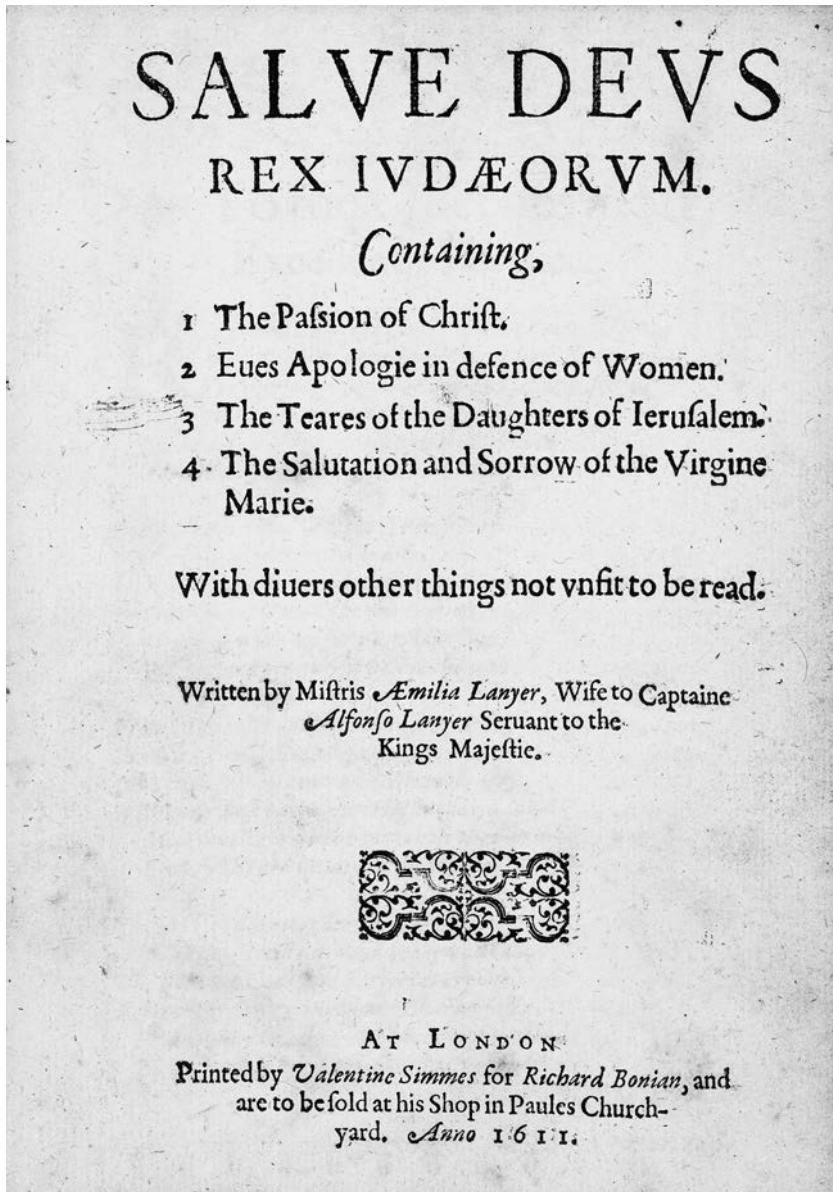 SALVE DEVS
REX IVDÆORVM.
Containing,
1 The Paſsion of Chriſt.
2 Eues Apologie in defence of Women.
3 The Teares of the Daughters of Ieruſalem.
4. The Salutation and Sorrow of the Virgine
Marie.
With diuers other things not vnfit to be read.
Written by Miſtris Æmilia Lanyer, Wife to Captaine
Alfonſo Lanyer Seruant to the
Kings Majeſtie.
AT LONDON
Printed by Valentine Simmes for Richard Bonian, and
are to be ſold at his Shop in Paules Church-
yard. Anno 1611.